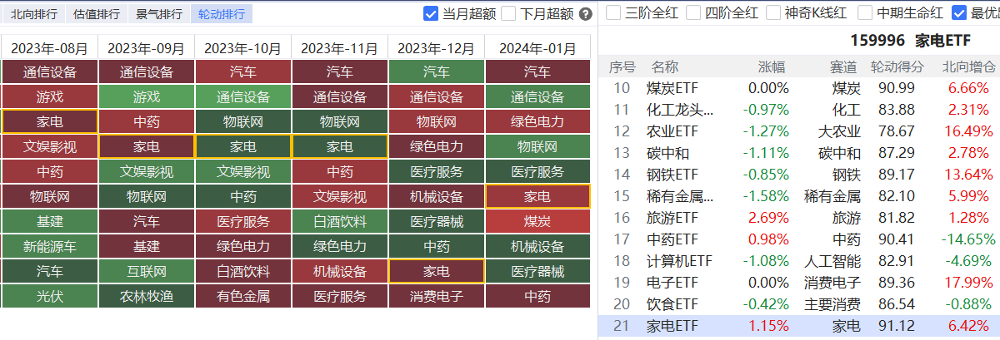 北向排行 估值排行 景气排行 轮动排行 当月超额 下月超额 ?
2023年-08月 2023年-09月 2023年-10月 2023年-11月 2023年-12月 2024年-01月
通信设备 通信设备 汽车 汽车 汽车 汽车
游戏 游戏 通信设备 通信设备 通信设备 通信设备
家电 中药 物联网 物联网 物联网 绿色电力
文娱影视 家电 家电 家电 绿色电力 物联网
中药 文娱影视 文娱影视 中药 医疗服务 医疗服务
物联网 物联网 中药 文娱影视 机械设备 家电
基建 汽车 医疗服务 白酒饮料 医疗器械 煤炭
新能源车 基建 绿色电力 绿色电力 中药 机械设备
汽车 互联网 白酒饮料 机械设备 家电 医疗器械
光伏 农林牧渔 有色金属 医疗服务 消费电子 中药
三阶全红 四阶全红 神奇K线红 中期生命红 最优
159996 家电ETF
序号 名称 涨幅 赛道 轮动得分 北向增仓
10 煤炭ETF 0.00% 煤炭 90.99 6.66%
11 化工龙头... -0.97% 化工 83.88 2.31%
12 农业ETF -1.27% 大农业 78.67 16.49%
13 碳中和 -1.11% 碳中和 87.29 2.78%
14 钢铁ETF -0.85% 钢铁 89.17 13.64%
15 稀有金属... -1.58% 稀有金属 82.10 5.99%
16 旅游ETF 2.69% 旅游 81.82 1.28%
17 中药ETF 0.98% 中药 90.41 -14.65%
18 计算机ETF -1.08% 人工智能 82.91 -4.69%
19 电子ETF 0.00% 消费电子 89.36 17.99%
20 饮食ETF -0.42% 主要消费 86.54 -0.88%
21 家电ETF 1.15% 家电 91.12 6.42%